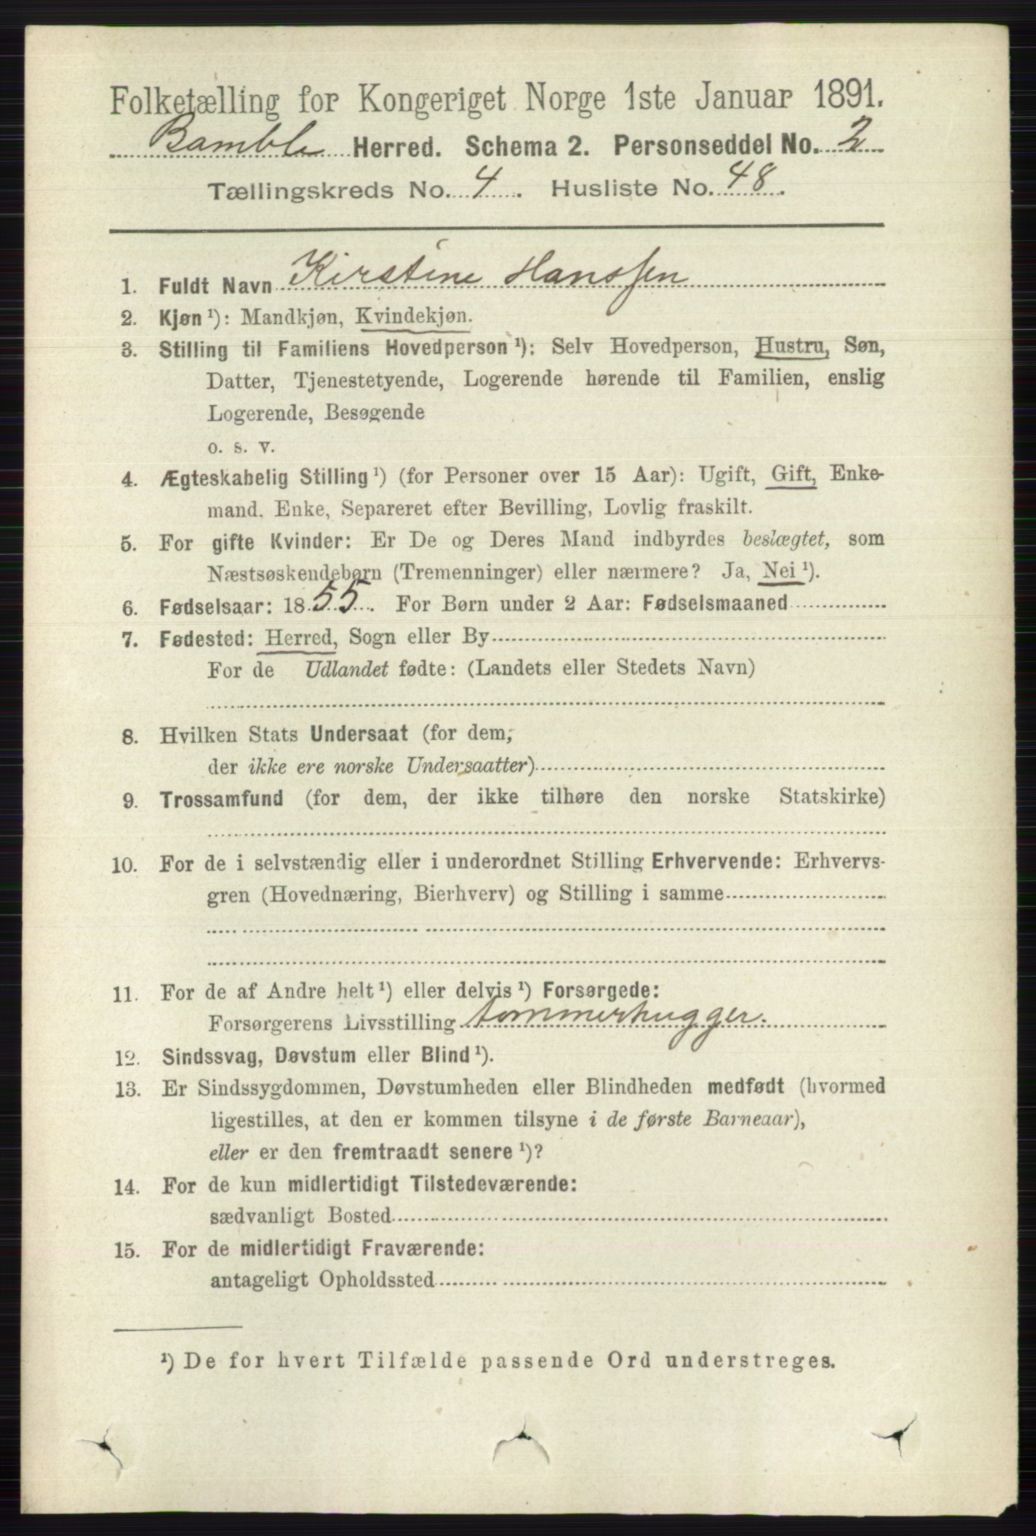 Folketælling for Kongeriget Norge 1ste Januar 1891.
Bamble Herred. Schema 2. Personseddel No. 2
Tællingskreds No. 4. Husliste No. 48.
1. Fuldt Navn Kirstine Hanssen
2. Kjøn ¹): Mandkjøn, Kvindekjøn.
3. Stilling til Familiens Hovedperson ¹): Selv Hovedperson, Hustru, Søn,
Datter, Tjenestetyende, Logerende hørende til Familien, enslig
Logerende, Besøgende
o. s. v.
4. Ægteskabelig Stilling ¹) (for Personer over 15 Aar): Ugift, Gift, Enke-
mand, Enke, Separeret efter Bevilling, Lovlig fraskilt.
5. For gifte Kvinder: Er De og Deres Mand indbyrdes beslægtet, som
Næstsøskendebørn (Tremenninger) eller nærmere? Ja, Nei ¹).
6. Fødselsaar: 1855. For Børn under 2 Aar: Fødselsmaaned
7. Fødested: Herred, Sogn eller By
For de Udlandet fødte: (Landets eller Stedets Navn)
8. Hvilken Stats Undersaat (for dem,
der ikke ere norske Undersaatter)
9. Trossamfund (for dem, der ikke tilhøre den norske Statskirke)
10. For de i selvstændig eller i underordnet Stilling Erhvervende: Erhvervs-
gren (Hovednæring, Bierhverv) og Stilling i samme
11. For de af Andre helt ¹) eller delvis ¹) Forsørgede:
Forsørgerens Livsstilling tømmerhugger.
12. Sindssvag, Døvstum eller Blind ¹).
13. Er Sindssygdommen, Døvstumheden eller Blindheden medfødt (hvormed
ligestilles, at den er kommen tilsyne i de første Barneaar),
eller er den fremtraadt senere ¹)?
14. For de kun midlertidigt Tilstedeværende:
sædvanligt Bosted
15. For de midlertidigt Fraværende:
antageligt Opholdssted
¹) De for hvert Tilfælde passende Ord understreges.